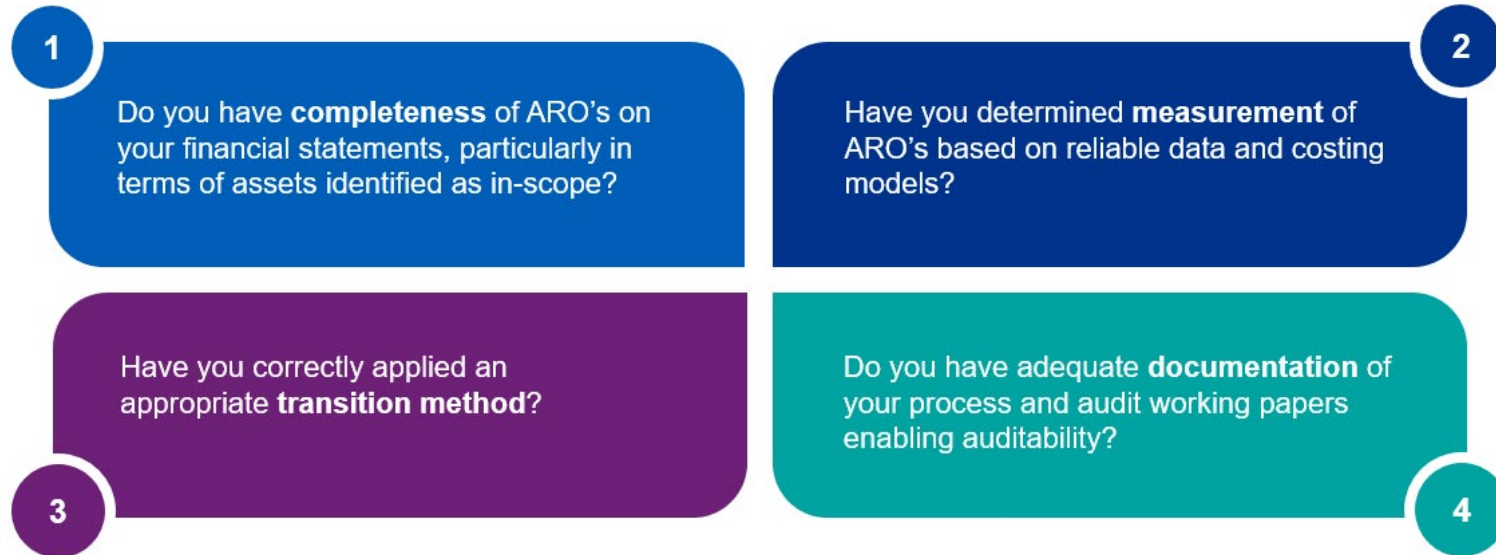 1
Do you have completeness of ARO's on
your financial statements, particularly in
terms of assets identified as in-scope?
2
Have you determined measurement of
ARO's based on reliable data and costing
models?
3
Have you correctly applied an
appropriate transition method?
4
Do you have adequate documentation of
your process and audit working papers
enabling auditability?